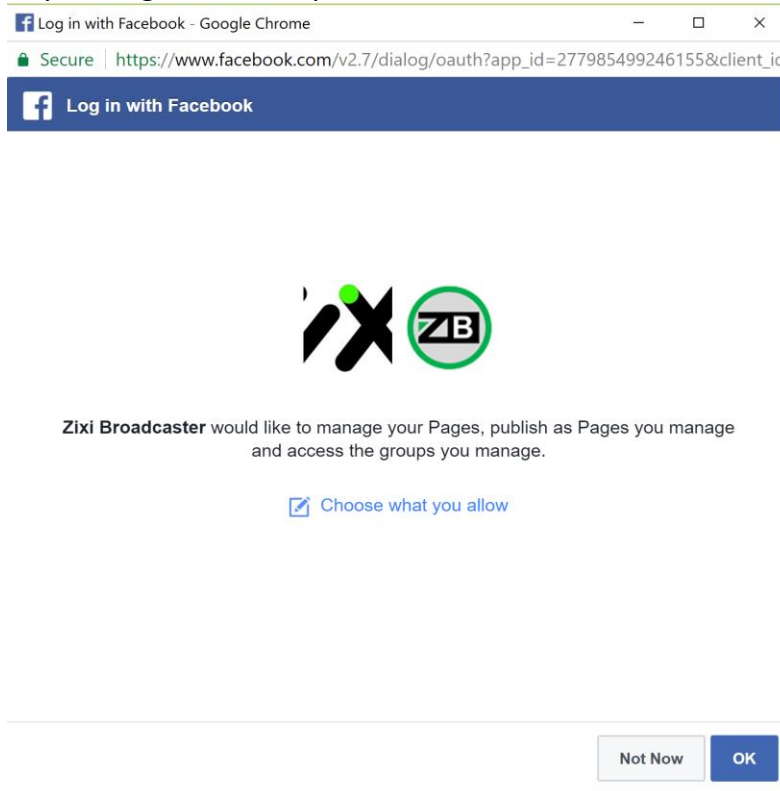 Log in with Facebook - Google Chrome
Secure | https://www.facebook.com/v2.7/dialog/oauth?app_id=277985499246155&client_id
Log in with Facebook
ZB
Zixi Broadcaster would like to manage your Pages, publish as Pages you manage
and access the groups you manage.
Choose what you allow
Not Now OK